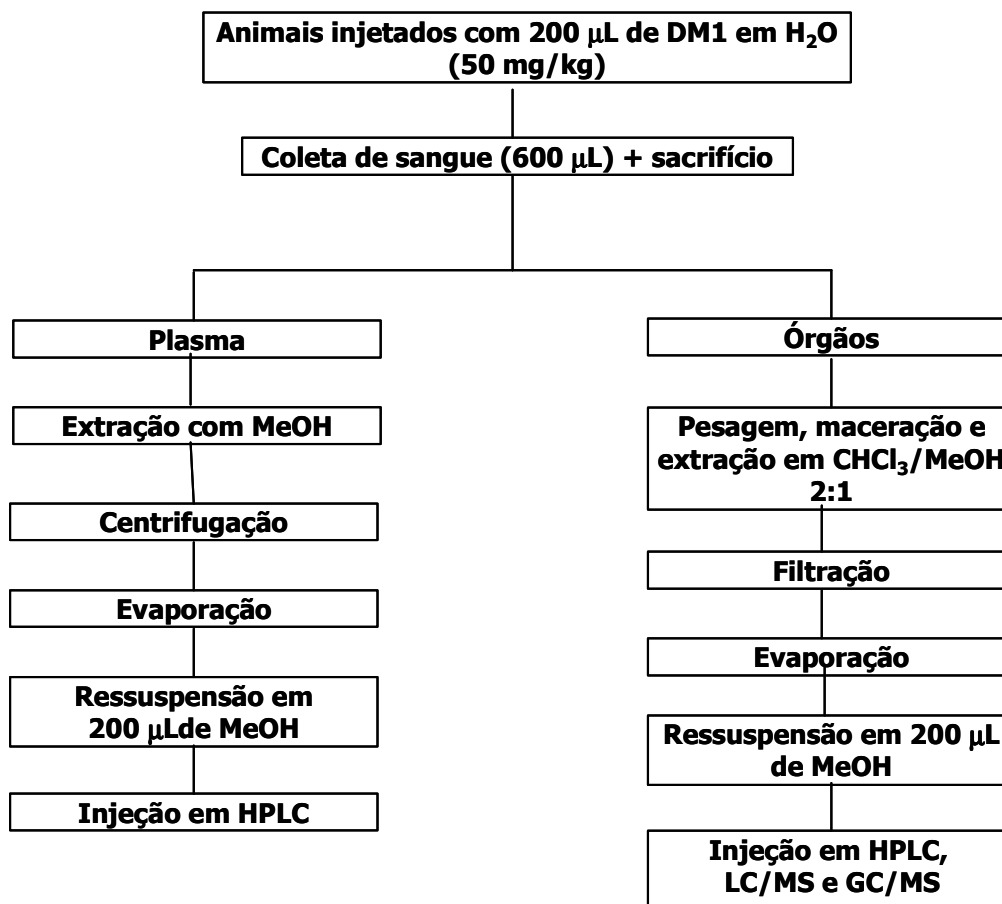 Animais injetados com 200 μL de DM1 em H₂O
(50 mg/kg)
Coleta de sangue (600 μL) + sacrifício
Plasma
Extração com MeOH
Centrifugação
Evaporação
Ressuspensão em
200 μLde MeOH
Injeção em HPLC
Órgãos
Pesagem, maceração e
extração em CHCl₃/MeOH
2:1
Filtração
Evaporação
Ressuspensão em 200 μL
de MeOH
Injeção em HPLC,
LC/MS e GC/MS